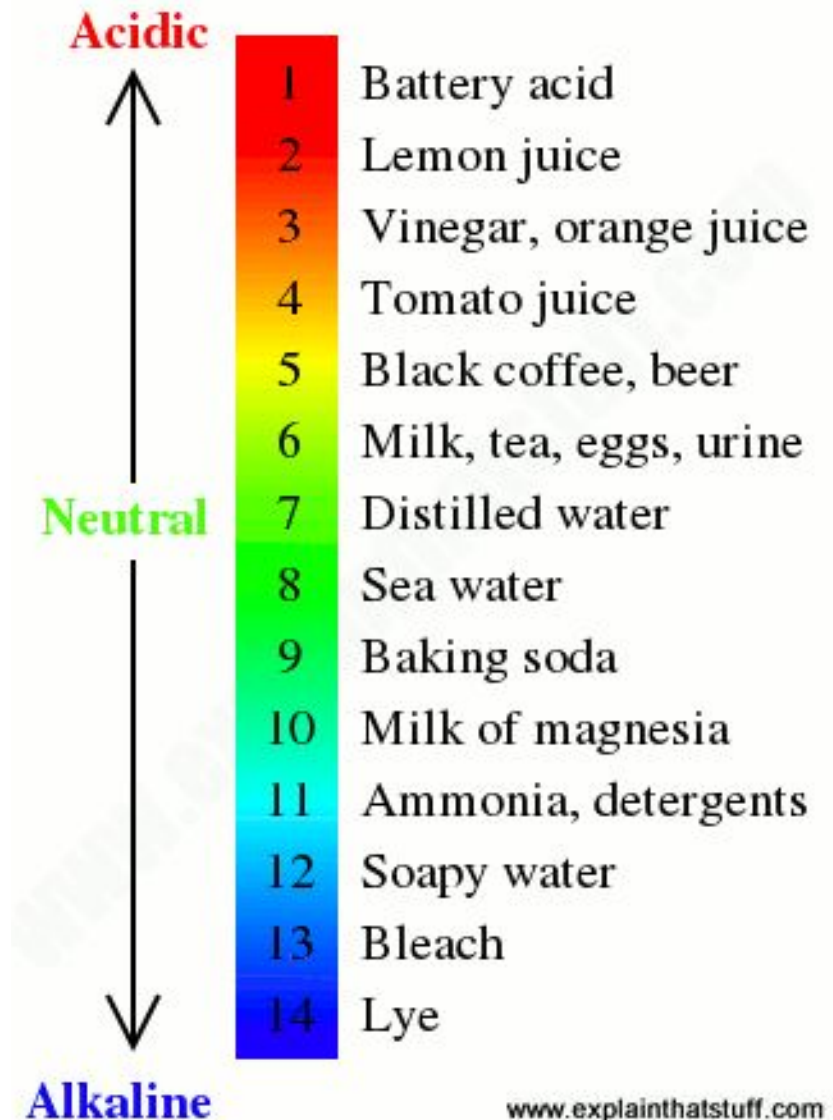 Acidic
1 Battery acid
2 Lemon juice
3 Vinegar, orange juice
4 Tomato juice
5 Black coffee, beer
6 Milk, tea, eggs, urine
Neutral 7 Distilled water
8 Sea water
9 Baking soda
10 Milk of magnesia
11 Ammonia, detergents
12 Soapy water
13 Bleach
14 Lye
Alkaline
www.explainthatstuff.com